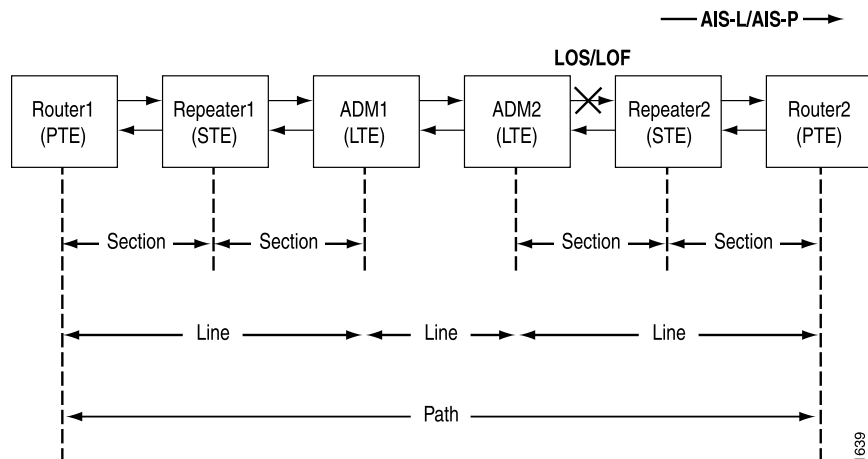 AIS-L/AIS-P
LOS/LOF
Router1
(PTE)
Repeater1
(STE)
ADM1
(LTE)
ADM2
(LTE)
Repeater2
(STE)
Router2
(PTE)
Section
Section
Section
Section
Line
Line
Line
Path
1639